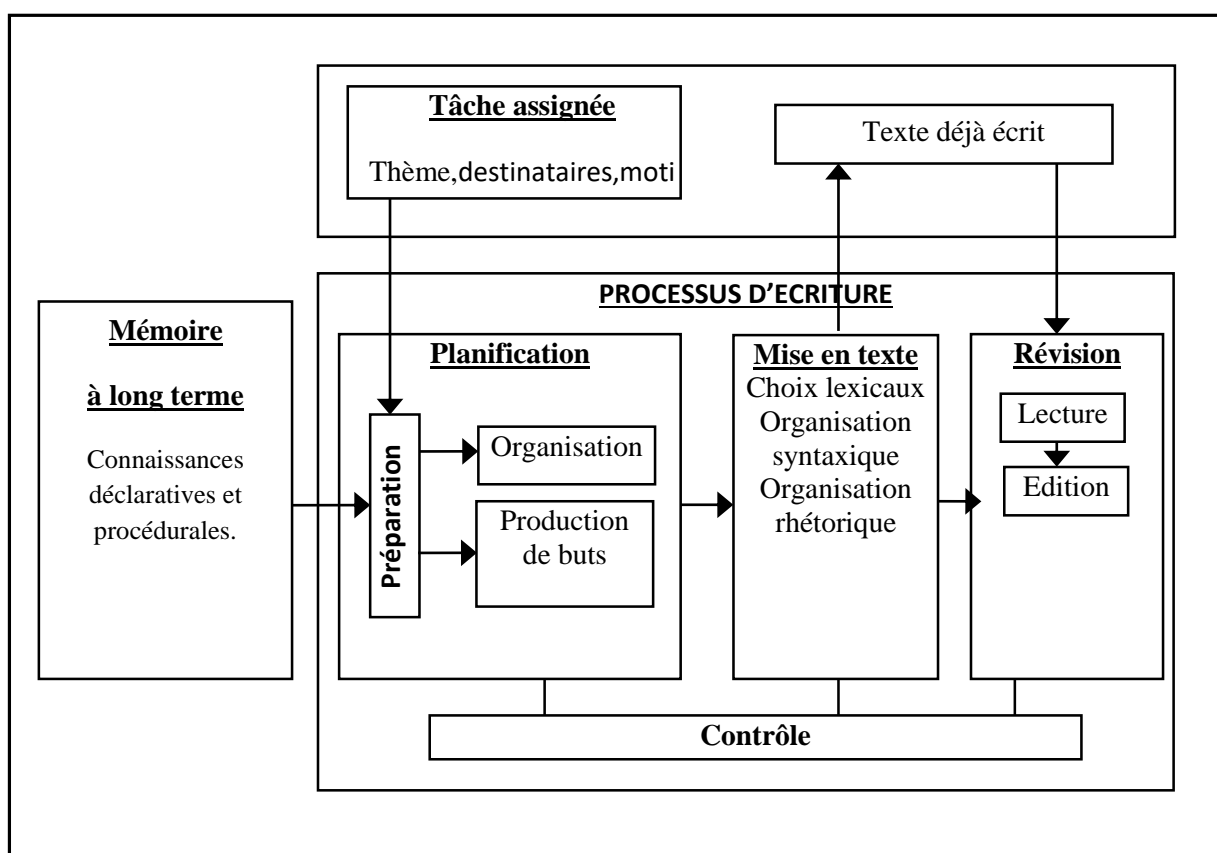 Tâche assignée
Thème,destinataires,moti
Texte déjà écrit
PROCESSUS D’ECRITURE
Mémoire
à long terme
Connaissances
déclaratives et
procédurales.
Planification
Préparation
Organisation
Production
de buts
Mise en texte
Choix lexicaux
Organisation
syntaxique
Organisation
rhétorique
Révision
Lecture
Edition
Contrôle